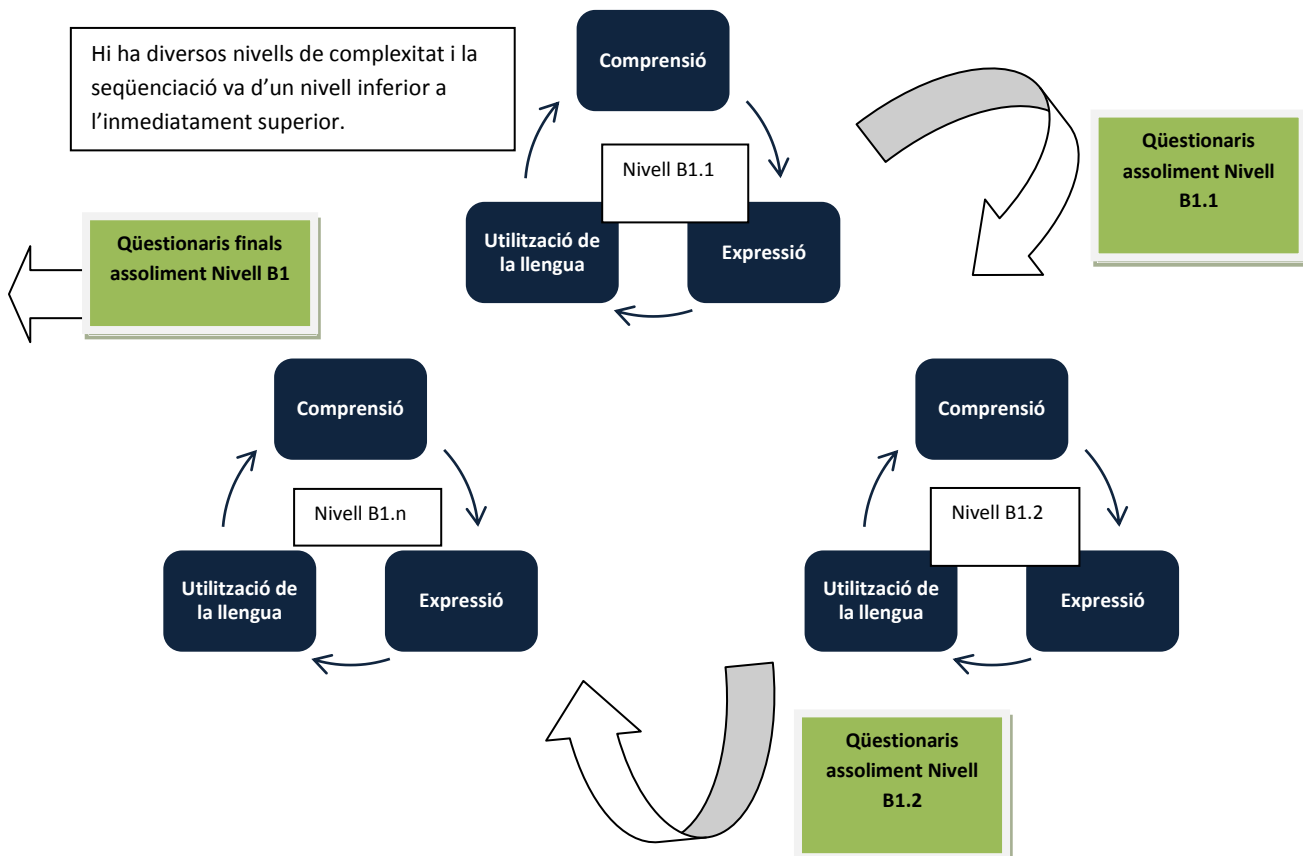 Hi ha diversos nivells de complexitat i la
seqüenciació va d’un nivell inferior a
l’inmediatament superior.
Comprensió
Nivell B1.1
Utilització de
la llengua
Expressió
Qüestionaris
assoliment Nivell
B1.1
Qüestionaris finals
assoliment Nivell B1
Comprensió
Nivell B1.n
Utilització de
la llengua
Expressió
Comprensió
Nivell B1.2
Utilització de
la llengua
Expressió
Qüestionaris
assoliment Nivell
B1.2